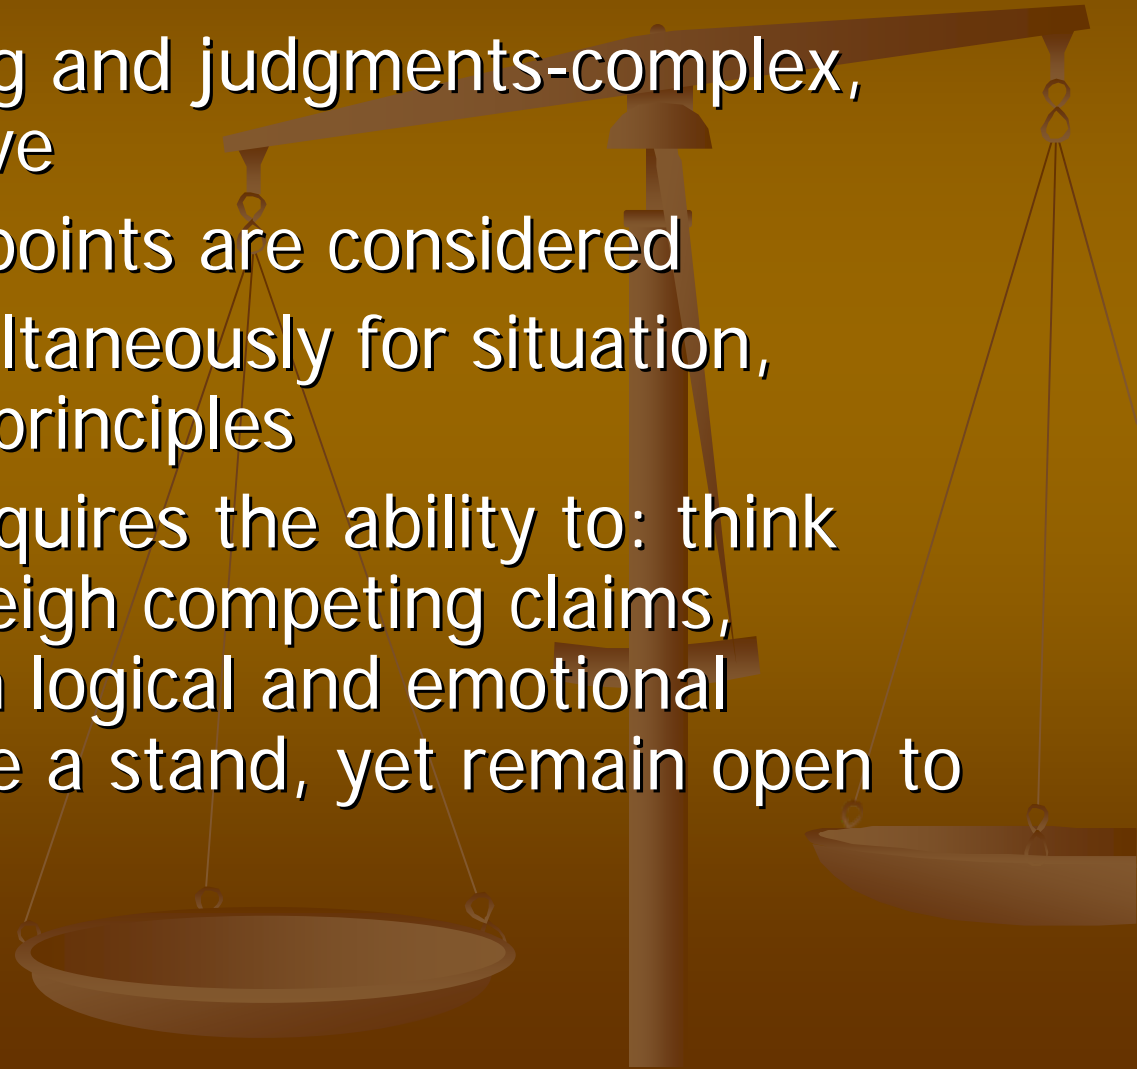 g and judgments-complex,
ve
points are considered
ltaneously for situation,
principles
quires the ability to: think
eigh competing claims,
logical and emotional
e a stand, yet remain open to